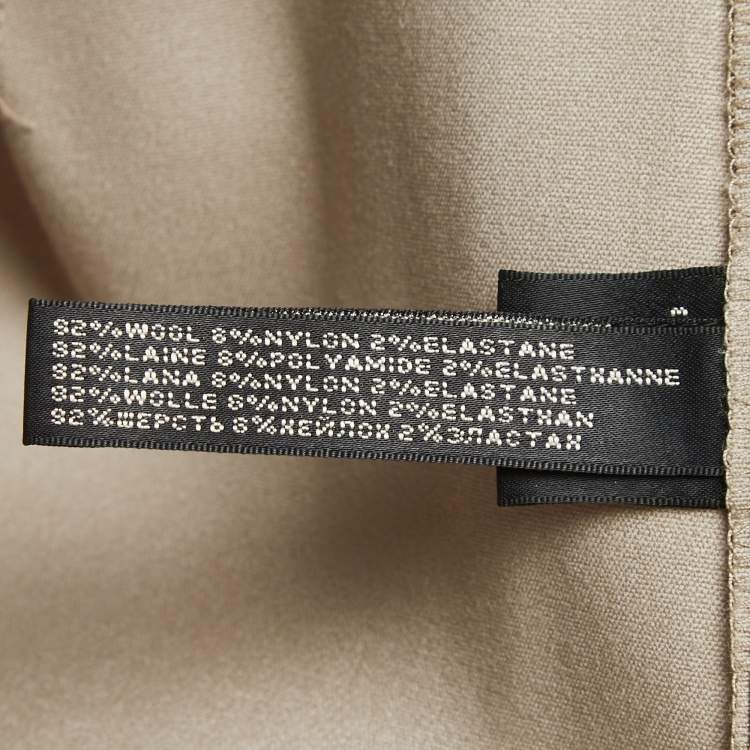 92%WOOL 6%NYLON 2%ELASTANE
92%LAINE 6%POLYAMIDE 2%ELASTHANNE
92%LANA 6%NYLON 2%ELASTANE
92%WOLLE 6%NYLON 2%ELASTHAN
92%ШЕРСТЬ 6%НЕЙЛОН 2%ЭЛАСТАН